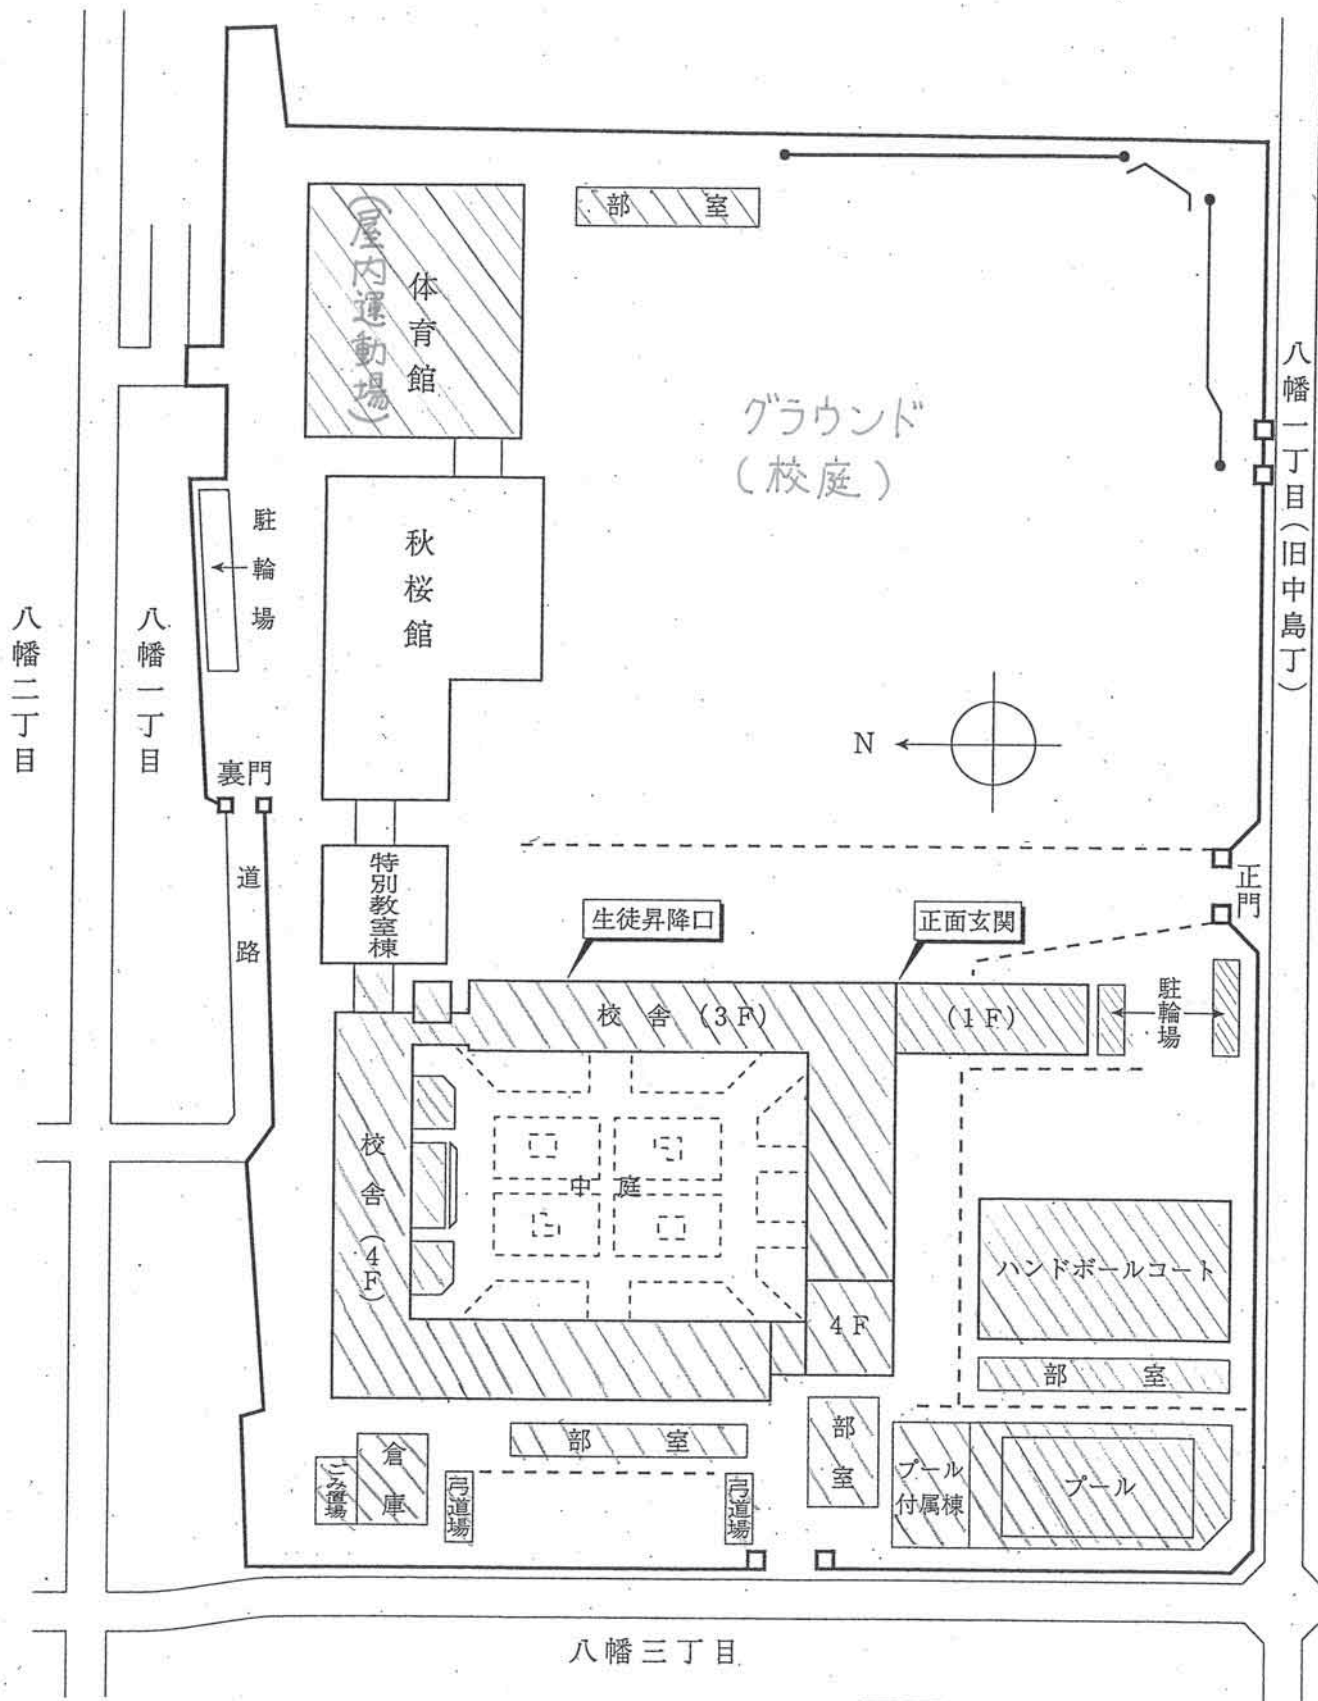 部室
体育館
(屋内運動場)
グラウンド
(校庭)
八幡一丁目(旧中島丁)
駐輪場
秋桜館
八幡二丁目
八幡一丁目
裏門
N
道路
特別教室棟
生徒昇降口
正面玄関
正門
校舎(3F)
(1F)
駐輪場
校舎(4F)
中庭
ハンドボールコート
4F
部室
部室
部室
倉庫
ごみ置場
弓道場
弓道場
プール付属棟
プール
八幡三丁目